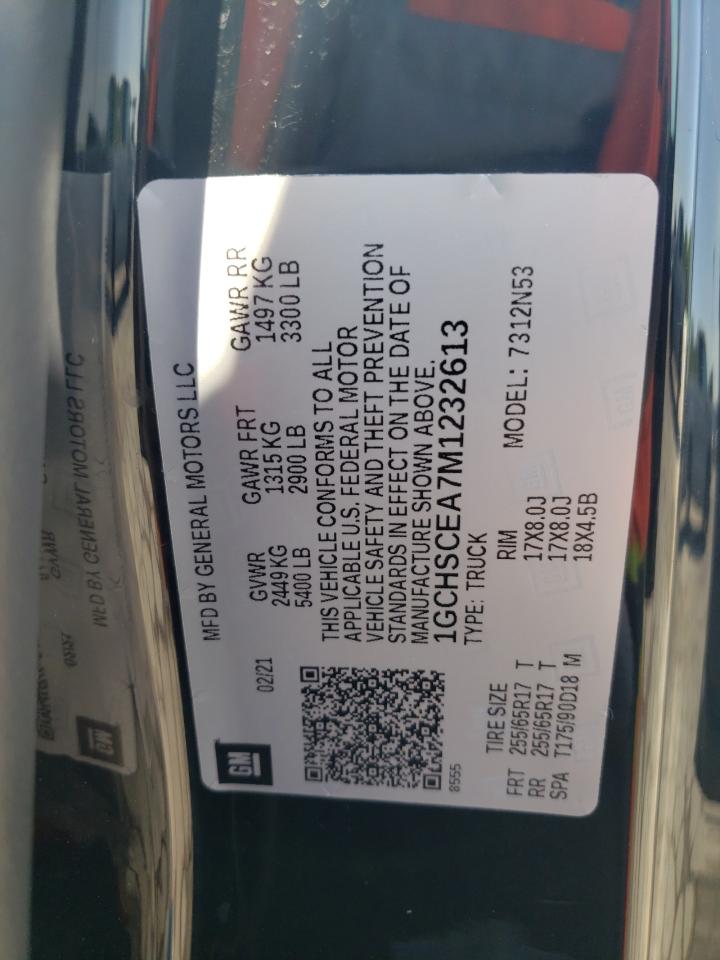 GM
MFD BY GENERAL MOTORS LLC
02/21
GVWR GAWR FRT GAWR RR
2449 KG 1315 KG 1497 KG
5400 LB 2900 LB 3300 LB
THIS VEHICLE CONFORMS TO ALL
APPLICABLE U.S. FEDERAL MOTOR
VEHICLE SAFETY AND THEFT PREVENTION
STANDARDS IN EFFECT ON THE DATE OF
MANUFACTURE SHOWN ABOVE.
1GCHSCEA7M1232613
8555
TYPE: TRUCK
MODEL: 7312N53
TIRE SIZE RIM
FRT 255/65R17 T 17X8.0J
RR 255/65R17 T 17X8.0J
SPA T175/90D18 M 18X4.5B